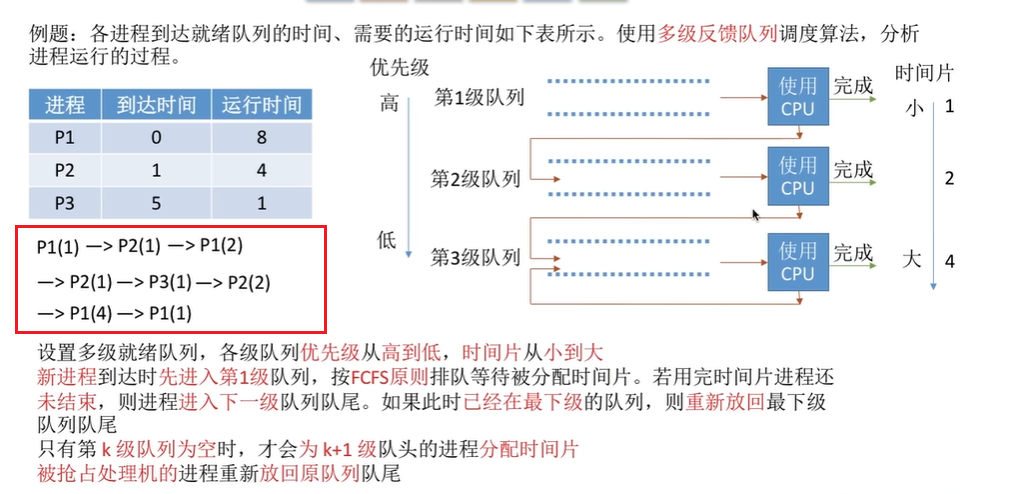 例题：各进程到达就绪队列的时间、需要的运行时间如下表所示。使用多级反馈队列调度算法，分析
进程运行的过程。
进程 到达时间 运行时间
P1 0 8
P2 1 4
P3 5 1
P1(1) —> P2(1) —> P1(2)
—> P2(1) —> P3(1) —> P2(2)
—> P1(4) —> P1(1)
优先级
高
低
第1级队列
使用
CPU
完成
第2级队列
使用
CPU
完成
第3级队列
使用
CPU
完成
时间片
小 1
2
大 4
设置多级就绪队列，各级队列优先级从高到低，时间片从小到大
新进程到达时先进入第1级队列，按FCFS原则排队等待被分配时间片。若用完时间片进程还
未结束，则进程进入下一级队列队尾。如果此时已经在最下级的队列，则重新放回最下级
队列队尾
只有第 k 级队列为空时，才会为 k+1 级队头的进程分配时间片
被抢占处理机的进程重新放回原队列队尾